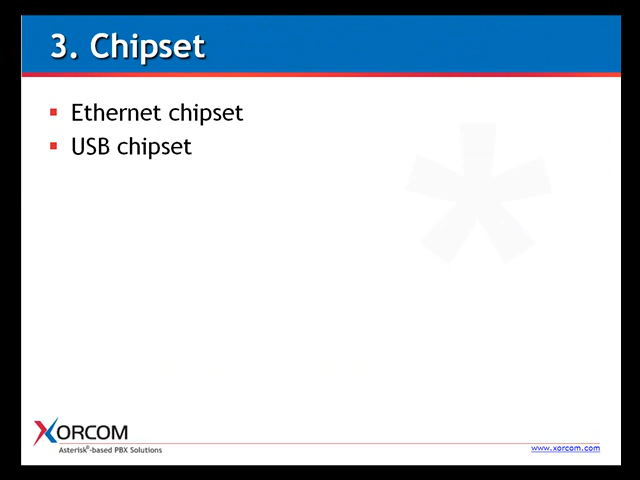 3. Chipset
Ethernet chipset
USB chipset
XORCOM
Asterisk®-based PBX Solutions
www.xorcom.com